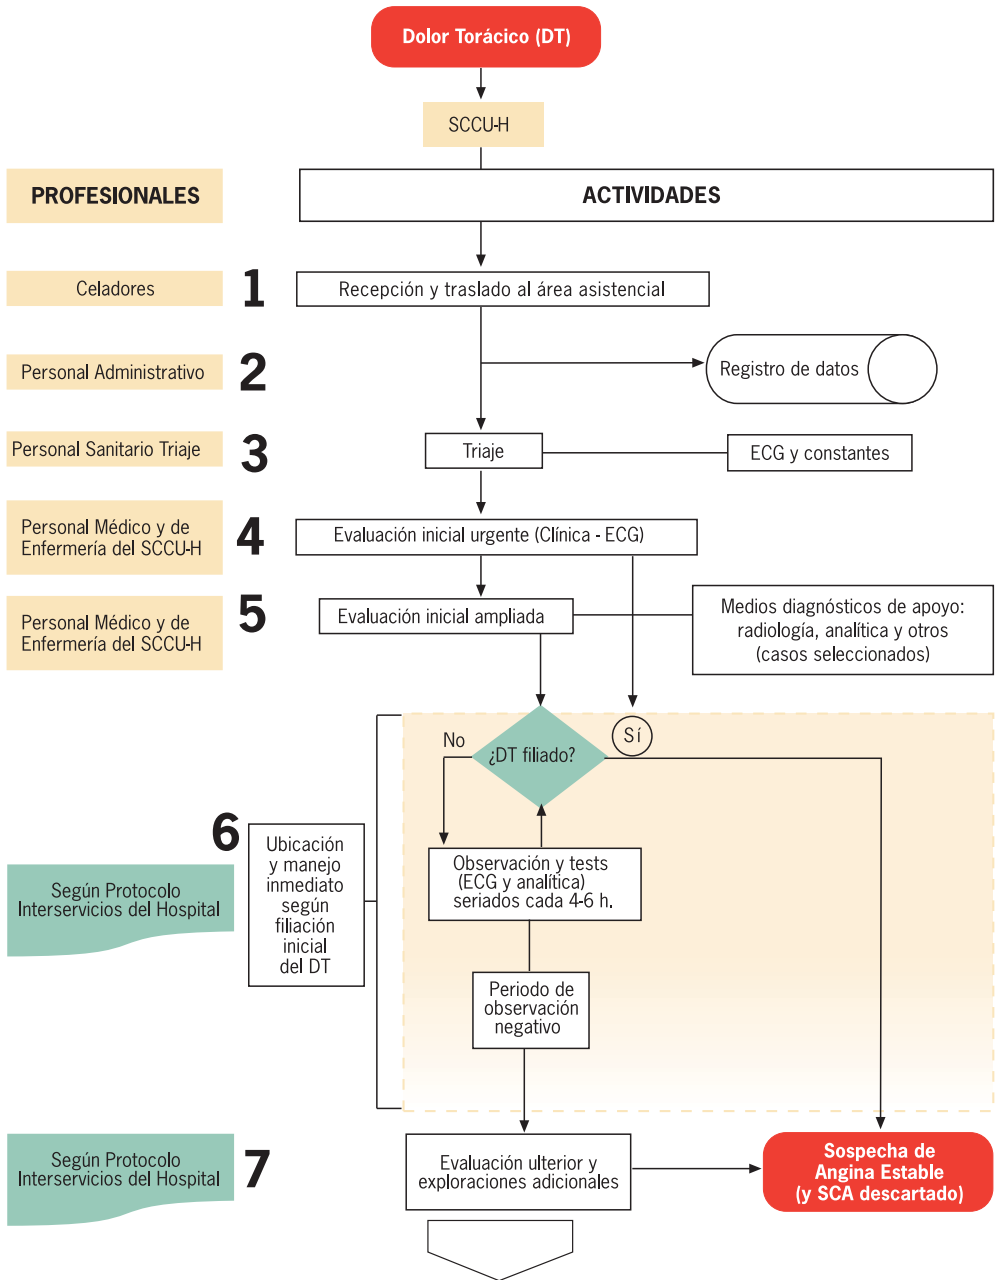 Dolor Torácico (DT)
SCCU-H
PROFESIONALES
ACTIVIDADES
Celadores
1
Recepción y traslado al área asistencial
Personal Administrativo
2
Registro de datos
Personal Sanitario Triaje
3
Triaje
ECG y constantes
Personal Médico y de
Enfermería del SCCU-H
4
Evaluación inicial urgente (Clínica - ECG)
Personal Médico y de
Enfermería del SCCU-H
5
Evaluación inicial ampliada
Medios diagnósticos de apoyo:
radiología, analítica y otros
(casos seleccionados)
No
¿DT filiado?
Sí
6
Ubicación
y manejo
inmediato
según
filiación
inicial
del DT
Según Protocolo
Interservicios del Hospital
Observación y tests
(ECG y analítica)
seriados cada 4-6 h.
Periodo de
observación
negativo
Según Protocolo
Interservicios del Hospital
7
Evaluación ulterior y
exploraciones adicionales
Sospecha de
Angina Estable
(y SCA descartado)